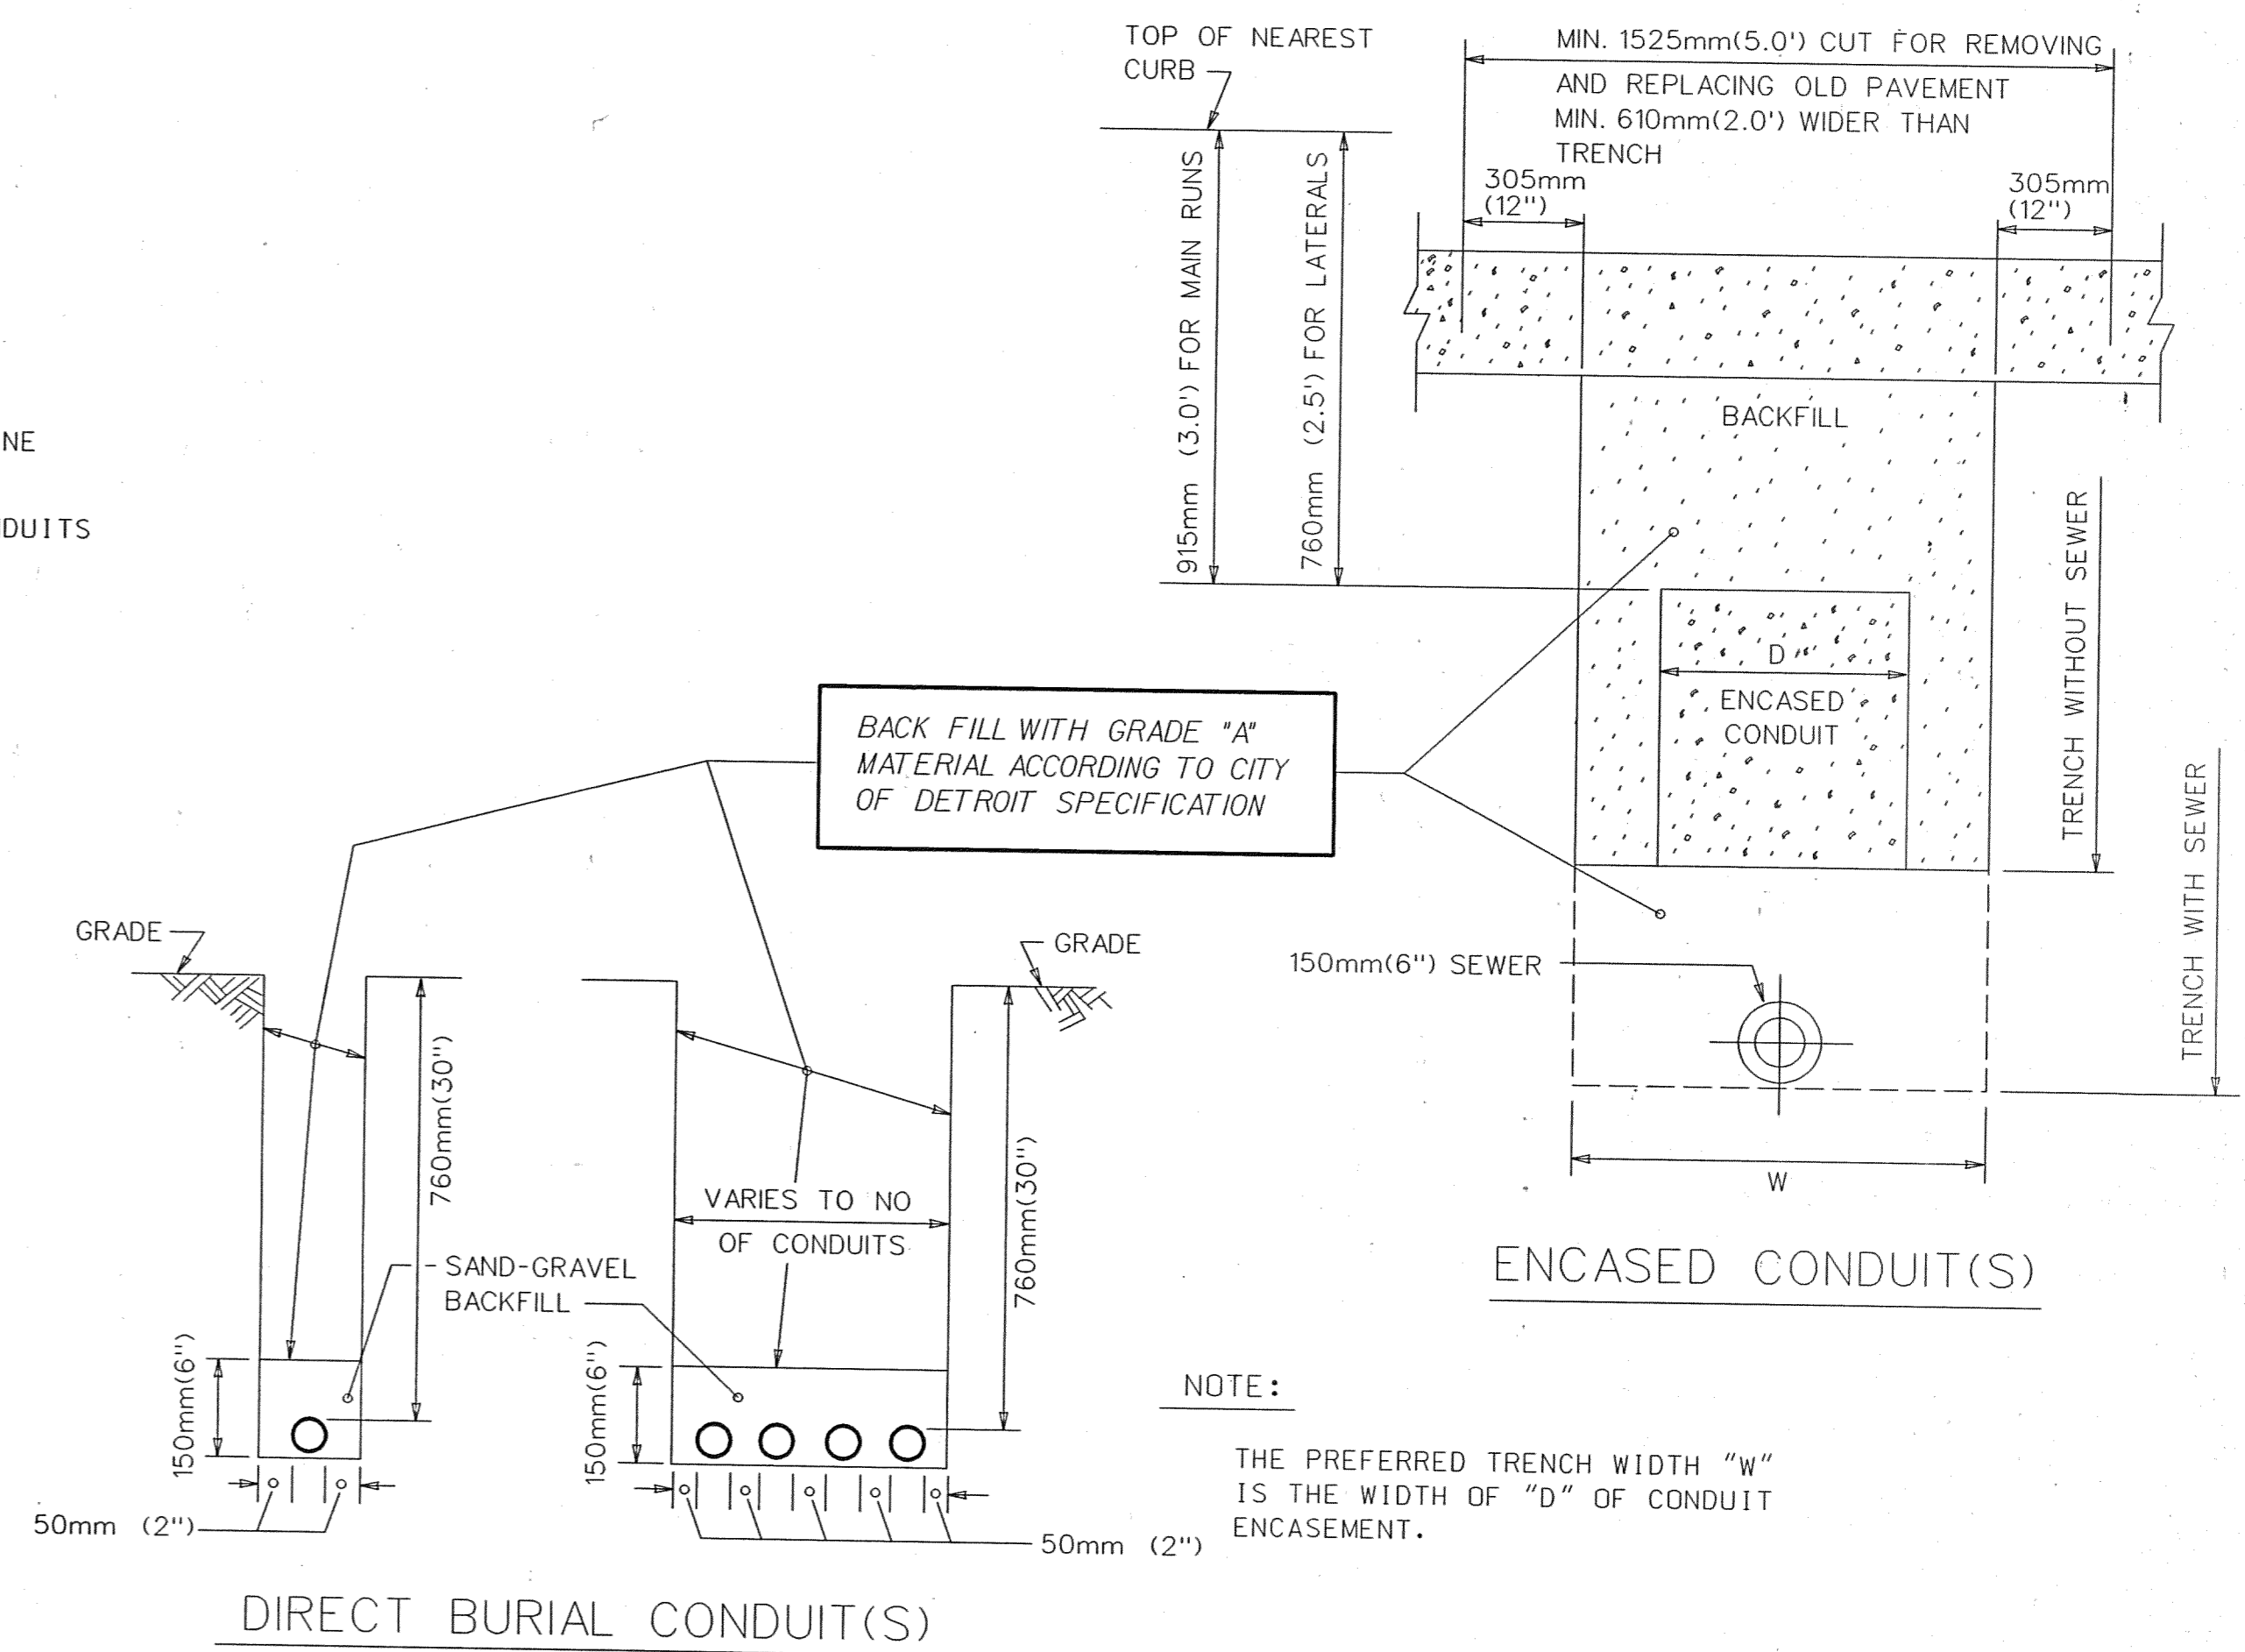 TOP OF NEAREST
CURB
MIN. 1525mm(5.0') CUT FOR REMOVING
AND REPLACING OLD PAVEMENT
MIN. 610mm(2.0') WIDER THAN
TRENCH
305mm
(12")
305mm
(12")
915mm (3.0') FOR MAIN RUNS
760mm (2.5') FOR LATERALS
NE
DUITS
BACKFILL
D
ENCASED
CONDUIT
TRENCH WITHOUT SEWER
TRENCH WITH SEWER
BACK FILL WITH GRADE "A"
MATERIAL ACCORDING TO CITY
OF DETROIT SPECIFICATION
GRADE
GRADE
150mm(6") SEWER
W
760mm(30")
760mm(30")
VARIES TO NO
OF CONDUITS
SAND-GRAVEL
BACKFILL
150mm(6")
150mm(6")
50mm (2")
50mm (2")
ENCASED CONDUIT(S)
NOTE:
THE PREFERRED TRENCH WIDTH "W"
IS THE WIDTH OF "D" OF CONDUIT
ENCASEMENT.
DIRECT BURIAL CONDUIT(S)